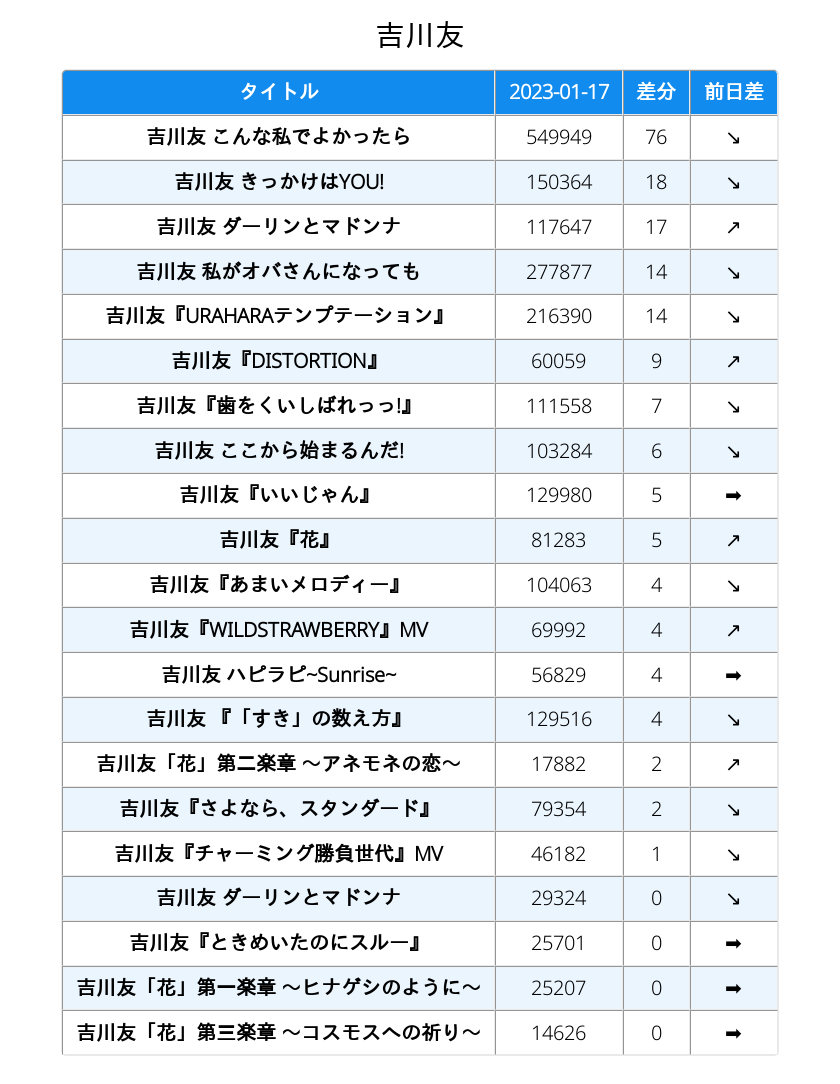 吉川友
タイトル 2023-01-17 差分 前日差
吉川友 こんな私でよかったら 549949 76 ↘
吉川友 きっかけはYOU! 150364 18 ↘
吉川友 ダーリンとマドンナ 117647 17 ↗
吉川友 私がオバさんになっても 277877 14 ↘
吉川友『URAHARAテンプテーション』 216390 14 ↘
吉川友『DISTORTION』 60059 9 ↗
吉川友『歯をくいしばれっっ!』 111558 7 ↘
吉川友 ここから始まるんだ! 103284 6 ↘
吉川友『いいじゃん』 129980 5 ➡
吉川友『花』 81283 5 ↗
吉川友『あまいメロディー』 104063 4 ↘
吉川友『WILDSTRAWBERRY』MV 69992 4 ↗
吉川友 ハピラピ~Sunrise~ 56829 4 ➡
吉川友 『「すき」の数え方』 129516 4 ↘
吉川友「花」第二楽章 〜アネモネの恋〜 17882 2 ↗
吉川友『さよなら、スタンダード』 79354 2 ↘
吉川友『チャーミング勝負世代』MV 46182 1 ↘
吉川友 ダーリンとマドンナ 29324 0 ↘
吉川友『ときめいたのにスルー』 25701 0 ➡
吉川友「花」第一楽章 〜ヒナゲシのように〜 25207 0 ➡
吉川友「花」第三楽章 〜コスモスへの祈り〜 14626 0 ➡